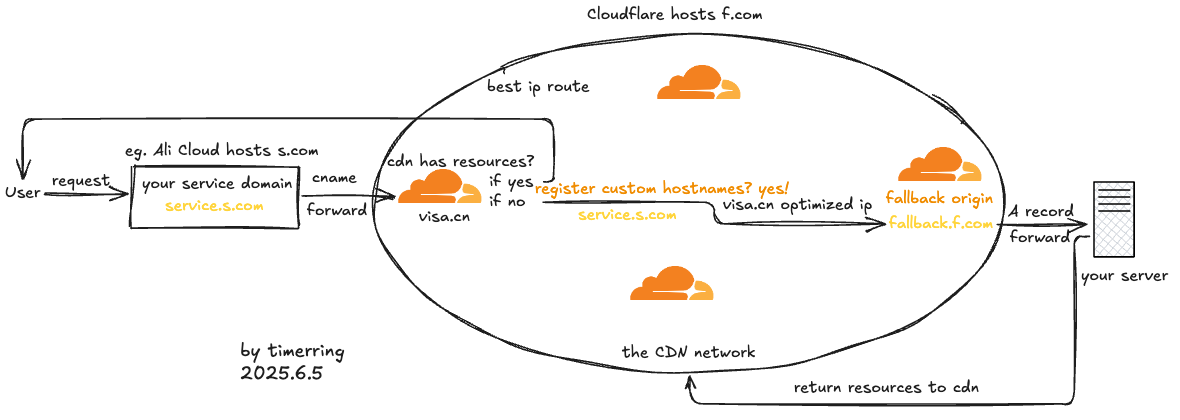 Cloudflare hosts f.com
best ip route
eg. Ali Cloud hosts s.com
cdn has resources?
User
request
your service domain
service.s.com
cname
forward
visa.cn
if yes
if no
register custom hostnames? yes!
service.s.com
visa.cn optimized ip
fallback origin
fallback.f.com
A record
forward
your server
by timerring
2025.6.5
the CDN network
return resources to cdn